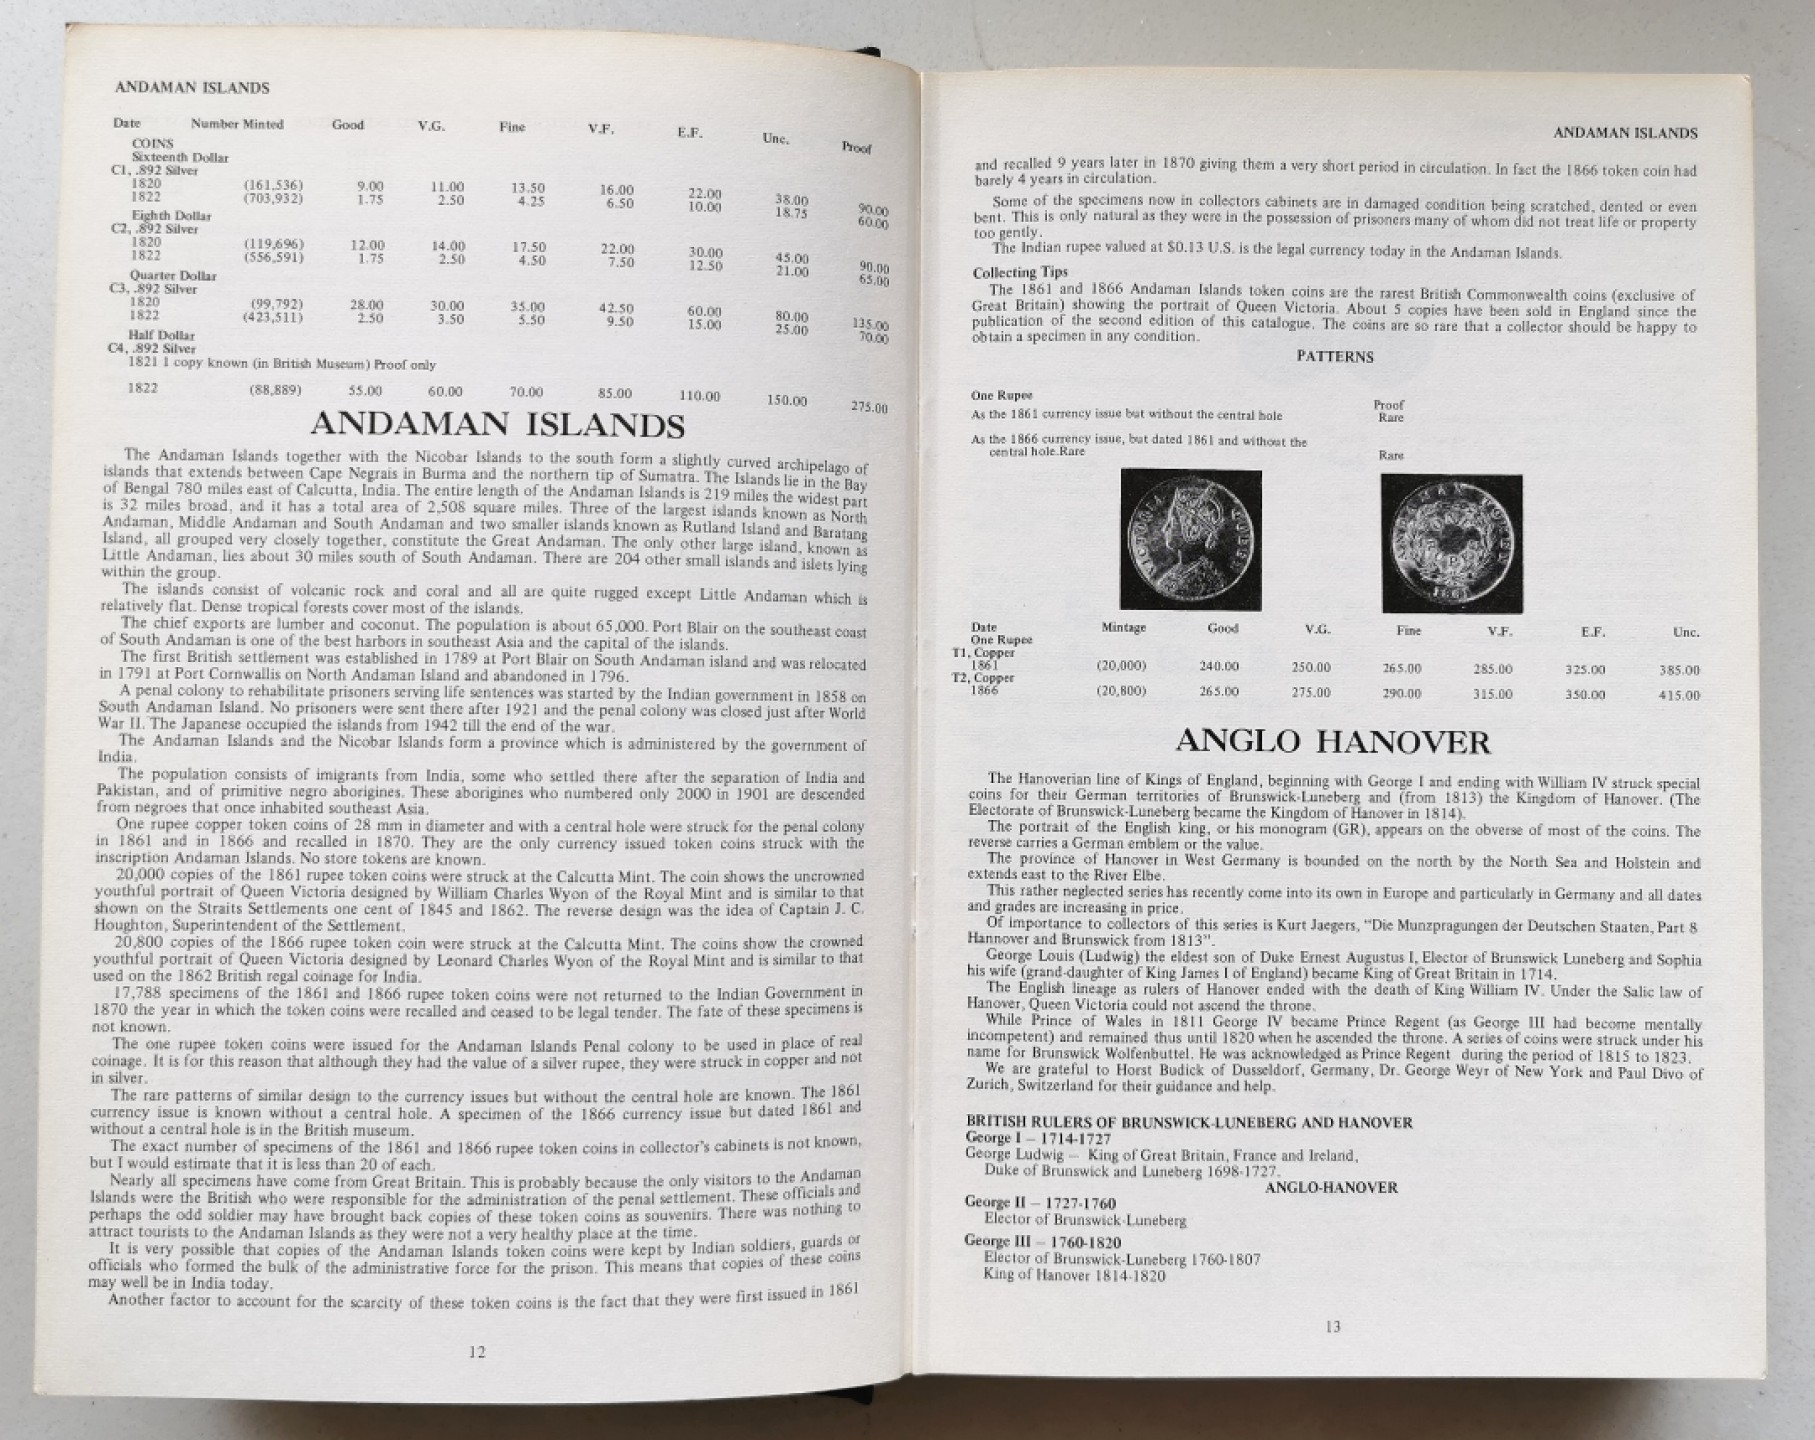 ANDAMAN ISLANDS
Date Number Minted Good V.G. Fine V.F. E.F. Unc. Proof
COINS
Sixteenth Dollar
C1, .892 Silver
1820 (161,536) 9.00 11.00 13.50 16.00 22.00 38.00 90.00
1822 (703,932) 1.75 2.50 4.25 6.50 10.00 18.75 60.00
Eighth Dollar
C2, .892 Silver
1820 (119,696) 12.00 14.00 17.50 22.00 30.00 45.00 90.00
1822 (556,591) 1.75 2.50 4.50 7.50 12.50 21.00 65.00
Quarter Dollar
C3, .892 Silver
1820 (99,792) 28.00 30.00 35.00 42.50 60.00 80.00 135.00
1822 (423,511) 2.50 3.50 5.50 9.50 15.00 25.00 70.00
Half Dollar
C4, .892 Silver
1821 1 copy known (in British Museum) Proof only
1822 (88,889) 55.00 60.00 70.00 85.00 110.00 150.00 275.00
ANDAMAN ISLANDS
The Andaman Islands together with the Nicobar Islands to the south form a slightly curved archipelago of
islands that extends between Cape Negrais in Burma and the northern tip of Sumatra. The Islands lie in the Bay
of Bengal 780 miles east of Calcutta, India. The entire length of the Andaman Islands is 219 miles the widest part
is 32 miles broad, and it has a total area of 2,508 square miles. Three of the largest islands known as North
Andaman, Middle Andaman and South Andaman and two smaller islands known as Rutland Island and Baratang
Island, all grouped very closely together, constitute the Great Andaman. The only other large island, known as
Little Andaman, lies about 30 miles south of South Andaman. There are 204 other small islands and islets lying
within the group.
The islands consist of volcanic rock and coral and all are quite rugged except Little Andaman which is
relatively flat. Dense tropical forests cover most of the islands.
The chief exports are lumber and coconut. The population is about 65,000. Port Blair on the southeast coast
of South Andaman is one of the best harbors in southeast Asia and the capital of the islands.
The first British settlement was established in 1789 at Port Blair on South Andaman island and was relocated
in 1791 at Port Cornwallis on North Andaman Island and abandoned in 1796.
A penal colony to rehabilitate prisoners serving life sentences was started by the Indian government in 1858 on
South Andaman Island. No prisoners were sent there after 1921 and the penal colony was closed just after World
War II. The Japanese occupied the islands from 1942 till the end of the war.
The Andaman Islands and the Nicobar Islands form a province which is administered by the government of
India.
The population consists of imigrants from India, some who settled there after the separation of India and
Pakistan, and of primitive negro aborigines. These aborigines who numbered only 2000 in 1901 are descended
from negroes that once inhabited southeast Asia.
One rupee copper token coins of 28 mm in diameter and with a central hole were struck for the penal colony
in 1861 and in 1866 and recalled in 1870. They are the only currency issued token coins struck with the
inscription Andaman Islands. No store tokens are known.
20,000 copies of the 1861 rupee token coins were struck at the Calcutta Mint. The coin shows the uncrowned
youthful portrait of Queen Victoria designed by William Charles Wyon of the Royal Mint and is similar to that
shown on the Straits Settlements one cent of 1845 and 1862. The reverse design was the idea of Captain J. C.
Houghton, Superintendent of the Settlement.
20,800 copies of the 1866 rupee token coin were struck at the Calcutta Mint. The coins show the crowned
youthful portrait of Queen Victoria designed by Leonard Charles Wyon of the Royal Mint and is similar to that
used on the 1862 British regal coinage for India.
17,788 specimens of the 1861 and 1866 rupee token coins were not returned to the Indian Government in
1870 the year in which the token coins were recalled and ceased to be legal tender. The fate of these specimens is
not known.
The one rupee token coins were issued for the Andaman Islands Penal colony to be used in place of real
coinage. It is for this reason that although they had the value of a silver rupee, they were struck in copper and not
in silver.
The rare patterns of similar design to the currency issues but without the central hole are known. The 1861
currency issue is known without a central hole. A specimen of the 1866 currency issue but dated 1861 and
without a central hole is in the British museum.
The exact number of specimens of the 1861 and 1866 rupee token coins in collector's cabinets is not known,
but I would estimate that it is less than 20 of each.
Nearly all specimens have come from Great Britain. This is probably because the only visitors to the Andaman
Islands were the British who were responsible for the administration of the penal settlement. These officials and
perhaps the odd soldier may have brought back copies of these token coins as souvenirs. There was nothing to
attract tourists to the Andaman Islands as they were not a very healthy place at the time.
It is very possible that copies of the Andaman Islands token coins were kept by Indian soldiers, guards or
officials who formed the bulk of the administrative force for the prison. This means that copies of these coins
may well be in India today.
Another factor to account for the scarcity of these token coins is the fact that they were first issued in 1861
12
ANDAMAN ISLANDS
and recalled 9 years later in 1870 giving them a very short period in circulation. In fact the 1866 token coin had
barely 4 years in circulation.
Some of the specimens now in collectors cabinets are in damaged condition being scratched, dented or even
bent. This is only natural as they were in the possession of prisoners many of whom did not treat life or property
too gently.
The Indian rupee valued at $0.13 U.S. is the legal currency today in the Andaman Islands.
Collecting Tips
The 1861 and 1866 Andaman Islands token coins are the rarest British Commonwealth coins (exclusive of
Great Britain) showing the portrait of Queen Victoria. About 5 copies have been sold in England since the
publication of the second edition of this catalogue. The coins are so rare that a collector should be happy to
obtain a specimen in any condition.
PATTERNS
One Rupee Proof
As the 1861 currency issue but without the central hole Rare
As the 1866 currency issue, but dated 1861 and without the
central hole.Rare Rare
VICTORIA QUEEN
ANDAMAN TOKEN
1861
Date Mintage Good V.G. Fine V.F. E.F. Unc.
One Rupee
T1, Copper
1861 (20,000) 240.00 250.00 265.00 285.00 325.00 385.00
T2, Copper
1866 (20,800) 265.00 275.00 290.00 315.00 350.00 415.00
ANGLO HANOVER
The Hanoverian line of Kings of England, beginning with George I and ending with William IV struck special
coins for their German territories of Brunswick-Luneberg and (from 1813) the Kingdom of Hanover. (The
Electorate of Brunswick-Luneberg became the Kingdom of Hanover in 1814).
The portrait of the English king, or his monogram (GR), appears on the obverse of most of the coins. The
reverse carries a German emblem or the value.
The province of Hanover in West Germany is bounded on the north by the North Sea and Holstein and
extends east to the River Elbe.
This rather neglected series has recently come into its own in Europe and particularly in Germany and all dates
and grades are increasing in price.
Of importance to collectors of this series is Kurt Jaegers, "Die Munzpragungen der Deutschen Staaten, Part 8
Hannover and Brunswick from 1813".
George Louis (Ludwig) the eldest son of Duke Ernest Augustus I, Elector of Brunswick Luneberg and Sophia
his wife (grand-daughter of King James I of England) became King of Great Britain in 1714.
The English lineage as rulers of Hanover ended with the death of King William IV. Under the Salic law of
Hanover, Queen Victoria could not ascend the throne.
While Prince of Wales in 1811 George IV became Prince Regent (as George III had become mentally
incompetent) and remained thus until 1820 when he ascended the throne. A series of coins were struck under his
name for Brunswick Wolfenbuttel. He was acknowledged as Prince Regent during the period of 1815 to 1823.
We are grateful to Horst Budick of Dusseldorf, Germany, Dr. George Weyr of New York and Paul Divo of
Zurich, Switzerland for their guidance and help.
BRITISH RULERS OF BRUNSWICK-LUNEBERG AND HANOVER
George I – 1714-1727
George Ludwig – King of Great Britain, France and Ireland,
Duke of Brunswick and Luneberg 1698-1727.
ANGLO-HANOVER
George II – 1727-1760
Elector of Brunswick-Luneberg
George III – 1760-1820
Elector of Brunswick-Luneberg 1760-1807
King of Hanover 1814-1820
13